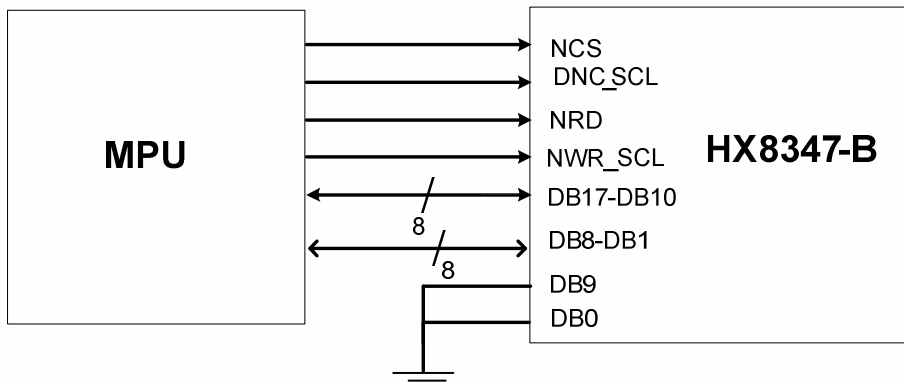 NCS
DNC_SCL
NRD
MPU
HX8347-B
NWR_SCL
DB17-DB10
8
DB8-DB1
8
DB9
DB0